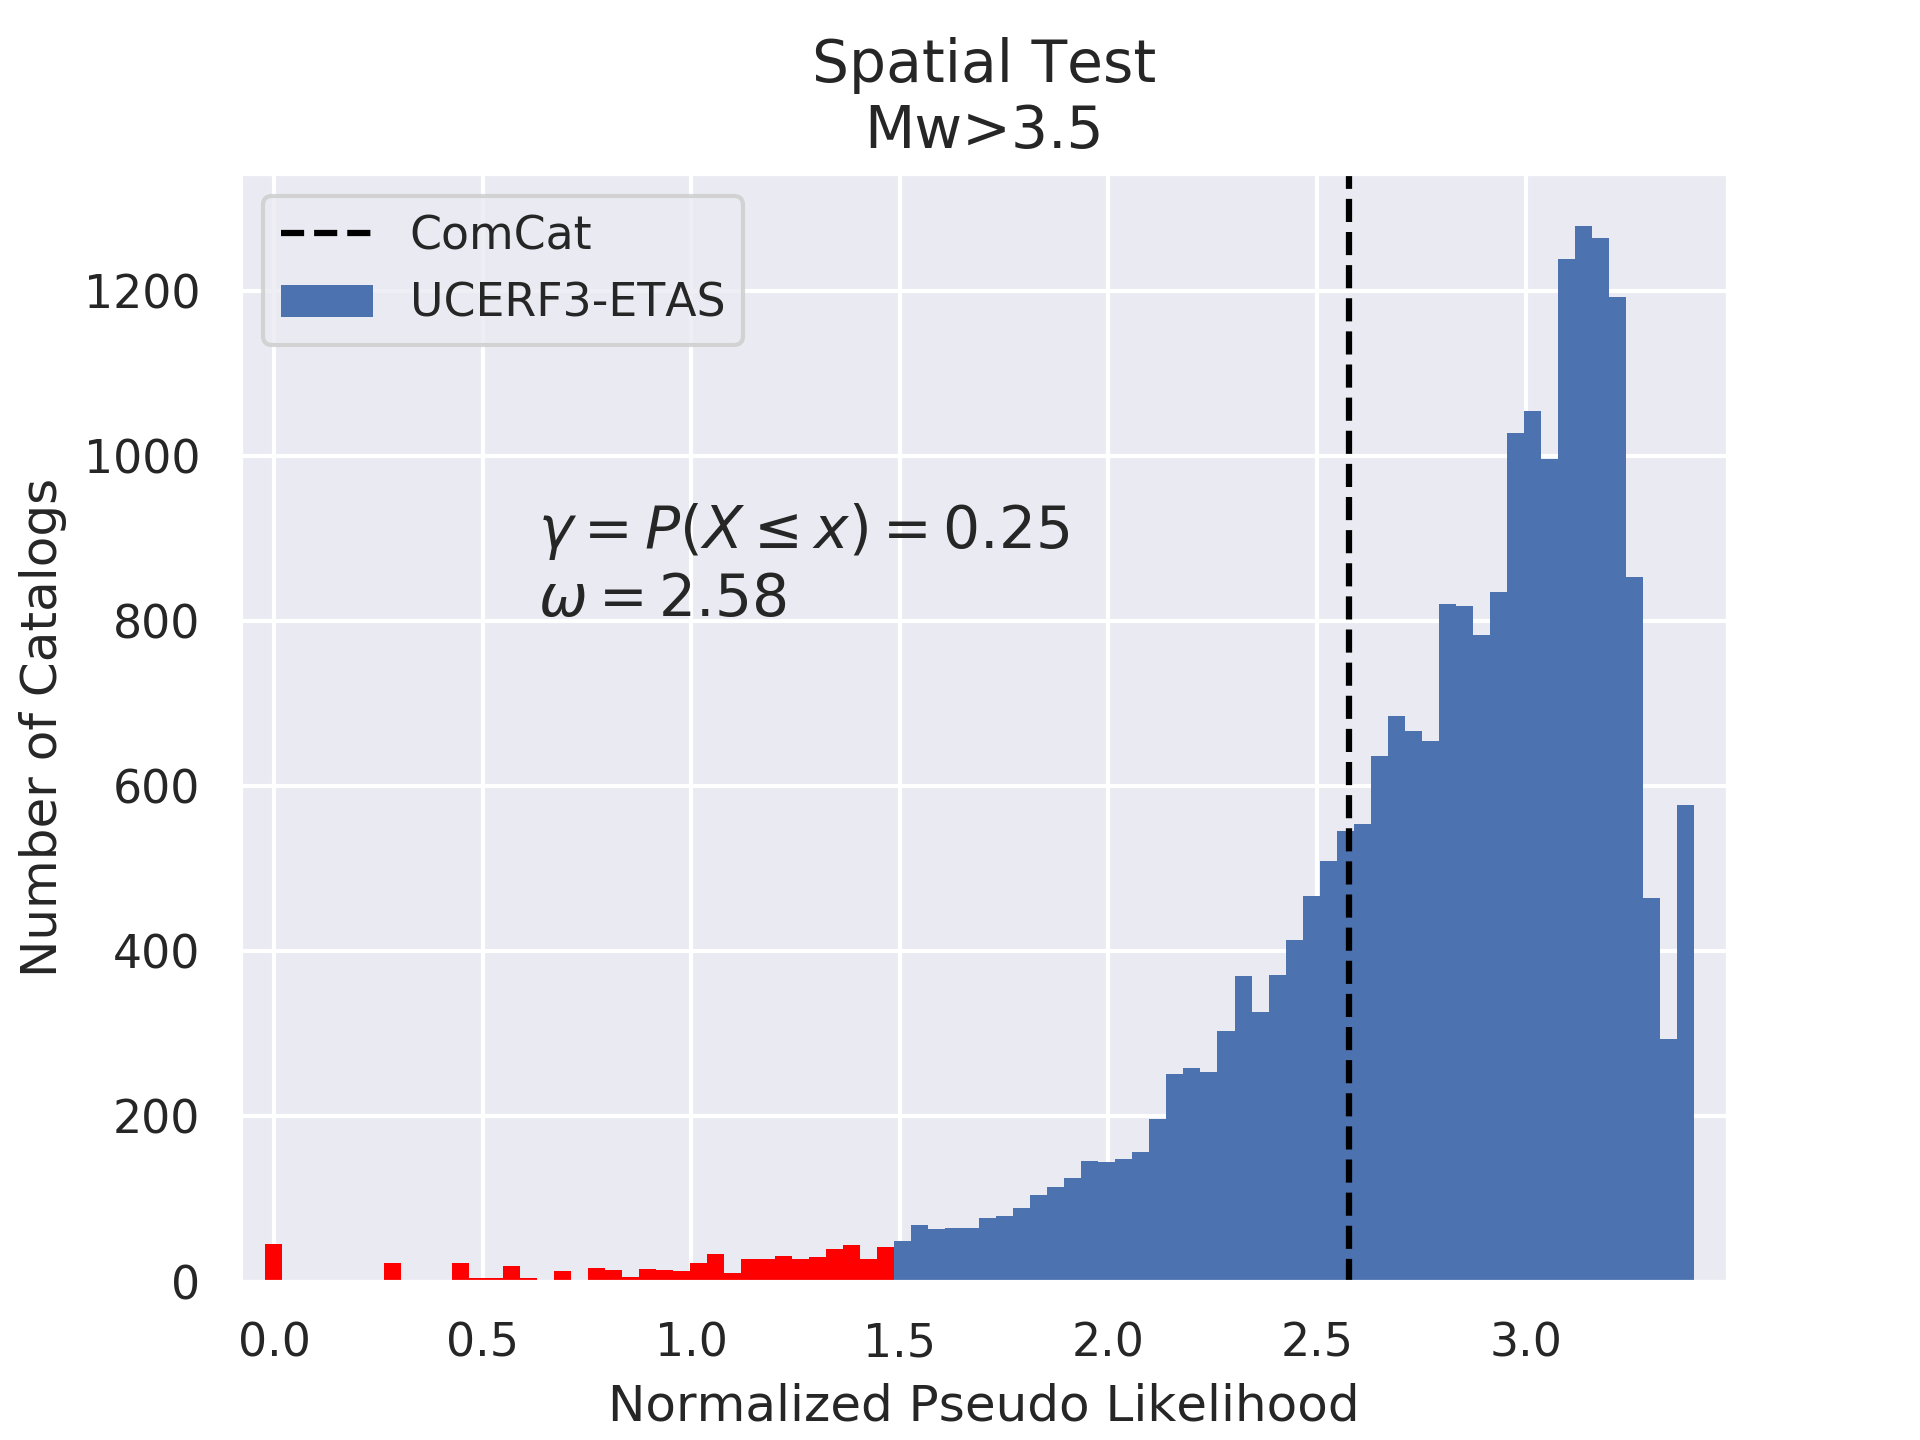 Spatial Test
Mw>3.5
ComCat
UCERF3-ETAS
γ = P(X ≤ x) = 0.25
ω = 2.58
Number of Catalogs
1200
1000
800
600
400
200
0
0.0 0.5 1.0 1.5 2.0 2.5 3.0
Normalized Pseudo Likelihood